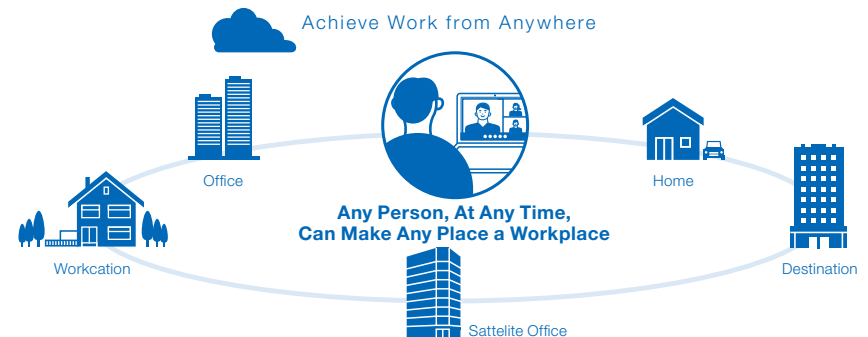 Achieve Work from Anywhere
Office
Home
Any Person, At Any Time,
Can Make Any Place a Workplace
Workcation
Destination
Sattelite Office